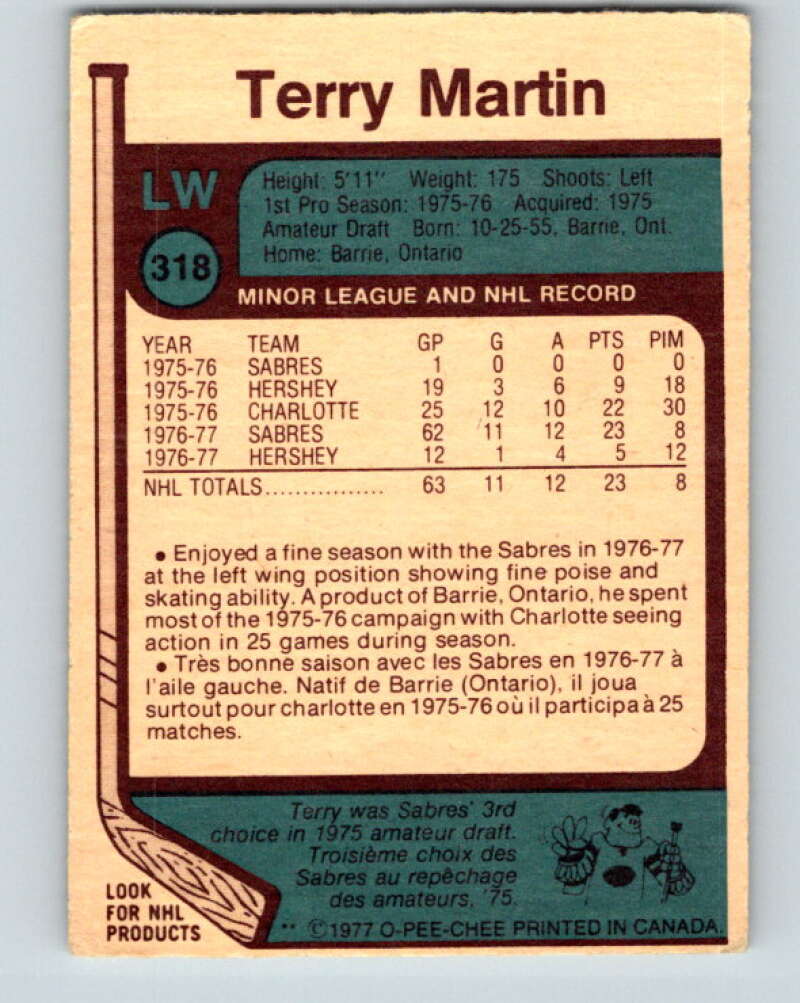 Terry Martin
LW
Height: 5'11" Weight: 175 Shoots: Left
1st Pro Season: 1975-76 Acquired: 1975
Amateur Draft Born: 10-25-55, Barrie, Ont.
Home: Barrie, Ontario
318
MINOR LEAGUE AND NHL RECORD
YEAR TEAM GP G A PTS PIM
1975-76 SABRES 1 0 0 0 0
1975-76 HERSHEY 19 3 6 9 18
1975-76 CHARLOTTE 25 12 10 22 30
1976-77 SABRES 62 11 12 23 8
1976-77 HERSHEY 12 1 4 5 12
NHL TOTALS................ 63 11 12 23 8
● Enjoyed a fine season with the Sabres in 1976-77
at the left wing position showing fine poise and
skating ability. A product of Barrie, Ontario, he spent
most of the 1975-76 campaign with Charlotte seeing
action in 25 games during season.
● Très bonne saison avec les Sabres en 1976-77 à
l'aile gauche. Natif de Barrie (Ontario), il joua
surtout pour charlotte en 1975-76 où il participa à 25
matches.
Terry was Sabres' 3rd
choice in 1975 amateur draft.
Troisième choix des
Sabres au repêchage
des amateurs, '75.
LOOK
FOR NHL
PRODUCTS
** ©1977 O-PEE-CHEE PRINTED IN CANADA.